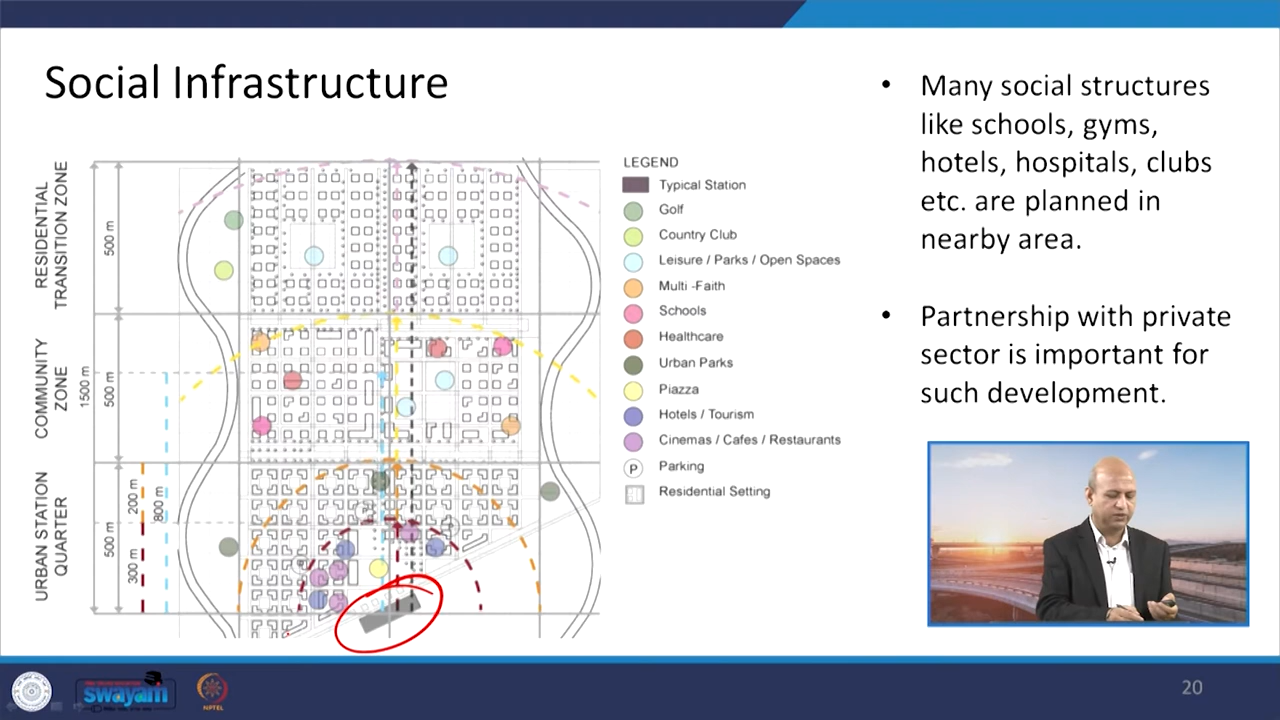 Social Infrastructure
RESIDENTIAL
TRANSITION ZONE
500 m
COMMUNITY
ZONE
1500 m
500 m
URBAN STATION
QUARTER
500 m
200 m
300 m
800 m
LEGEND
Typical Station
Golf
Country Club
Leisure / Parks / Open Spaces
Multi -Faith
Schools
Healthcare
Urban Parks
Piazza
Hotels / Tourism
Cinemas / Cafes / Restaurants
P Parking
Residential Setting
• Many social structures
like schools, gyms,
hotels, hospitals, clubs
etc. are planned in
nearby area.
• Partnership with private
sector is important for
such development.
swayam
NPTEL
20